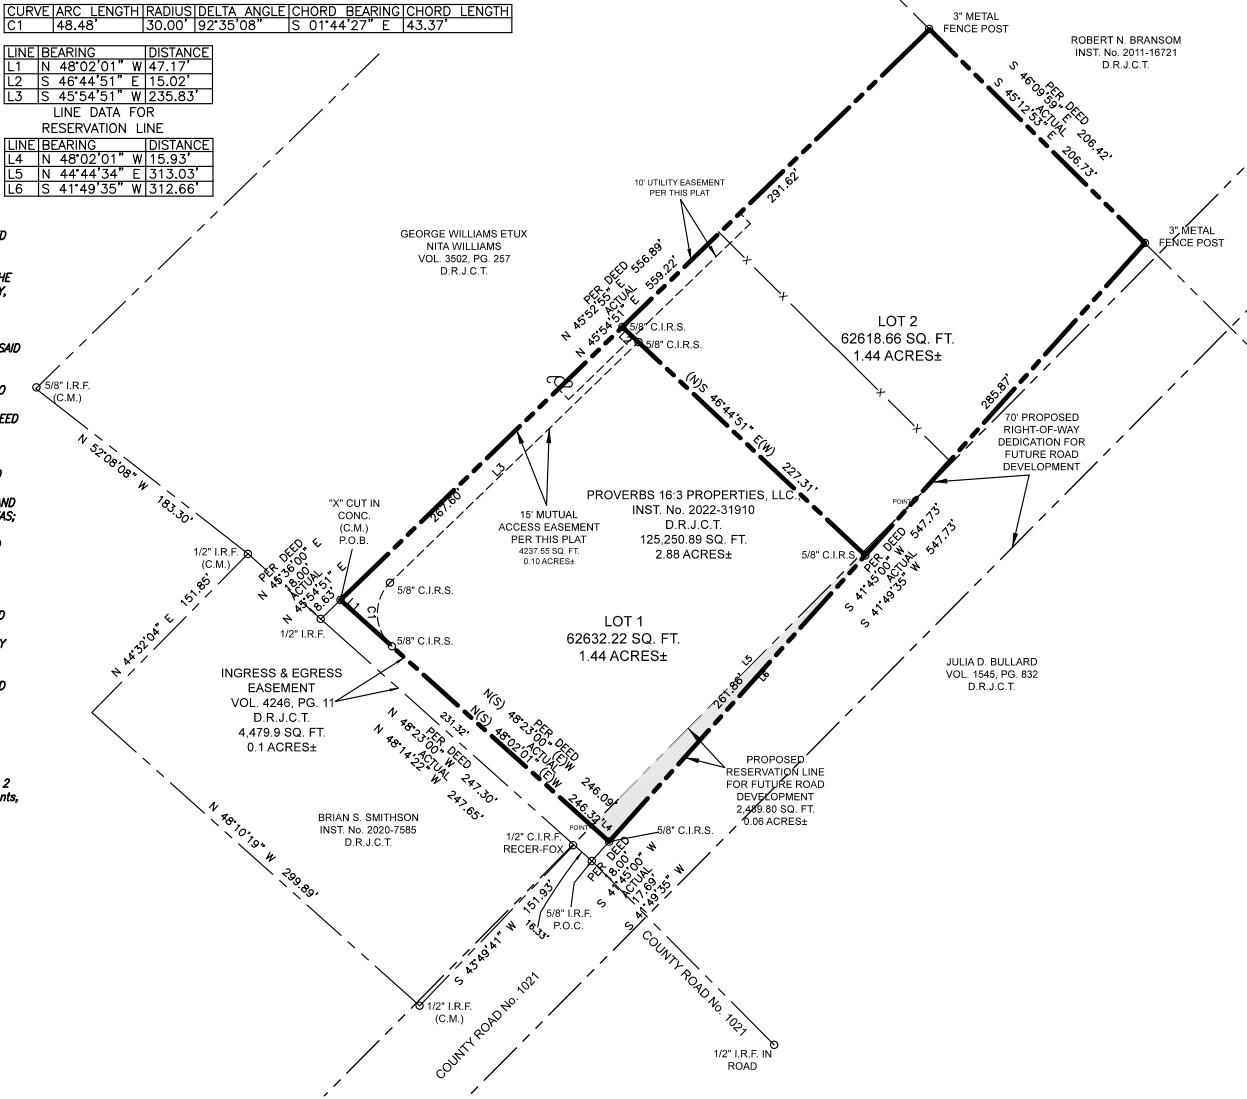 CURVE ARC LENGTH RADIUS DELTA ANGLE CHORD BEARING CHORD LENGTH
C1 48.48' 30.00' 92°35'08" S 01°44'27" E 43.37'
LINE BEARING DISTANCE
L1 N 48°02'01" W 47.17'
L2 S 46°44'51" E 15.02'
L3 S 45°54'51" W 235.83'
LINE DATA FOR
RESERVATION LINE
LINE BEARING DISTANCE
L4 N 48°02'01" W 15.93'
L5 N 44°44'34" E 313.03'
L6 S 41°49'35" W 312.66'
3" METAL
FENCE POST
ROBERT N. BRANSOM
INST. No. 2011-16721
D.R.J.C.T.
PER DEED
S 46°09'59" E 206.42'
ACTUAL
S 45°12'53" E 206.73'
3" METAL
FENCE POST
10' UTILITY EASEMENT
PER THIS PLAT
291.62'
GEORGE WILLIAMS ETUX
NITA WILLIAMS
VOL. 3502, PG. 257
D.R.J.C.T.
PER DEED
N 45°52'55" E 556.89'
ACTUAL
N 45°54'51" E 559.22'
5/8" C.I.R.S.
L2
5/8" C.I.R.S.
X
X
X
X
LOT 2
62618.66 SQ. FT.
1.44 ACRES±
(N)S 46°44'51" E(W) 227.31'
285.87'
70' PROPOSED
RIGHT-OF-WAY
DEDICATION FOR
FUTURE ROAD
DEVELOPMENT
5/8" I.R.F.
(C.M.)
N 52°08'08" W 183.30'
L3
267.60'
15' MUTUAL
ACCESS EASEMENT
PER THIS PLAT
4237.55 SQ. FT.
0.10 ACRES±
PROVERBS 16:3 PROPERTIES, LLC.,
INST. No. 2022-31910
D.R.J.C.T.
125,250.89 SQ. FT.
2.88 ACRES±
POINT
5/8" C.I.R.S.
PER DEED
S 41°45'00" W 547.73'
ACTUAL
S 41°49'35" W 547.73'
"X" CUT IN
CONC.
(C.M.)
P.O.B.
1/2" I.R.F.
(C.M.)
PER DEED
N 45°36'00" E
18.00'
ACTUAL
N 45°54'51" E
18.63'
L1
1/2" I.R.F.
5/8" C.I.R.S.
C1
5/8" C.I.R.S.
N 44°32'04" E 151.85'
LOT 1
62632.22 SQ. FT.
1.44 ACRES±
L5
L6
261.86'
JULIA D. BULLARD
VOL. 1545, PG. 832
D.R.J.C.T.
INGRESS & EGRESS
EASEMENT
VOL. 4246, PG. 11
D.R.J.C.T.
4,479.9 SQ. FT.
0.1 ACRES±
231.32'
PER DEED
N(S) 48°23'00" (E)W 246.09'
ACTUAL
N(S) 48°02'01" (E)W 246.32'
PER DEED
N 48°23'00" W 247.30'
ACTUAL
N 48°14'22" W 247.65'
PROPOSED
RESERVATION LINE
FOR FUTURE ROAD
DEVELOPMENT
0.06 ACRES±
BRIAN S. SMITHSON
INST. No. 2020-7585
D.R.J.C.T.
N 48°10'19" W 299.89'
POINT
L4
1/2" C.I.R.F.
RECER-FOX
5/8" C.I.R.S.
PER DEED
18.00'
S 41°45'00" W
ACTUAL
17.69'
S 44°49'35" W
5/8" I.R.F.
P.O.C.
16.33'
S 43°49'41" W 151.93'
1/2" I.R.F.
(C.M.)
COUNTY ROAD No. 1021
COUNTY ROAD No. 1021
1/2" I.R.F. IN
ROAD